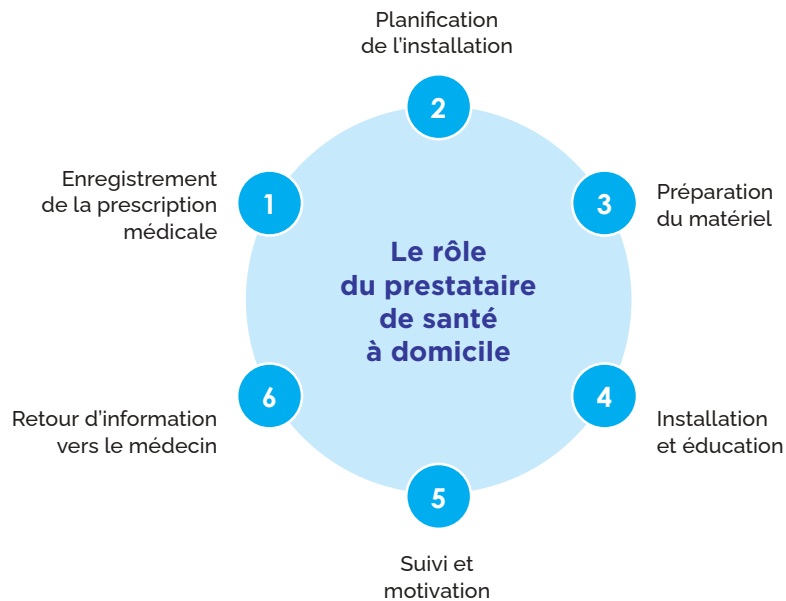 Planification
de l’installation
2
Enregistrement
de la prescription
médicale
1
3
Préparation
du matériel
Le rôle
du prestataire
de santé
à domicile
6
Retour d’information
vers le médecin
4
Installation
et éducation
5
Suivi et
motivation